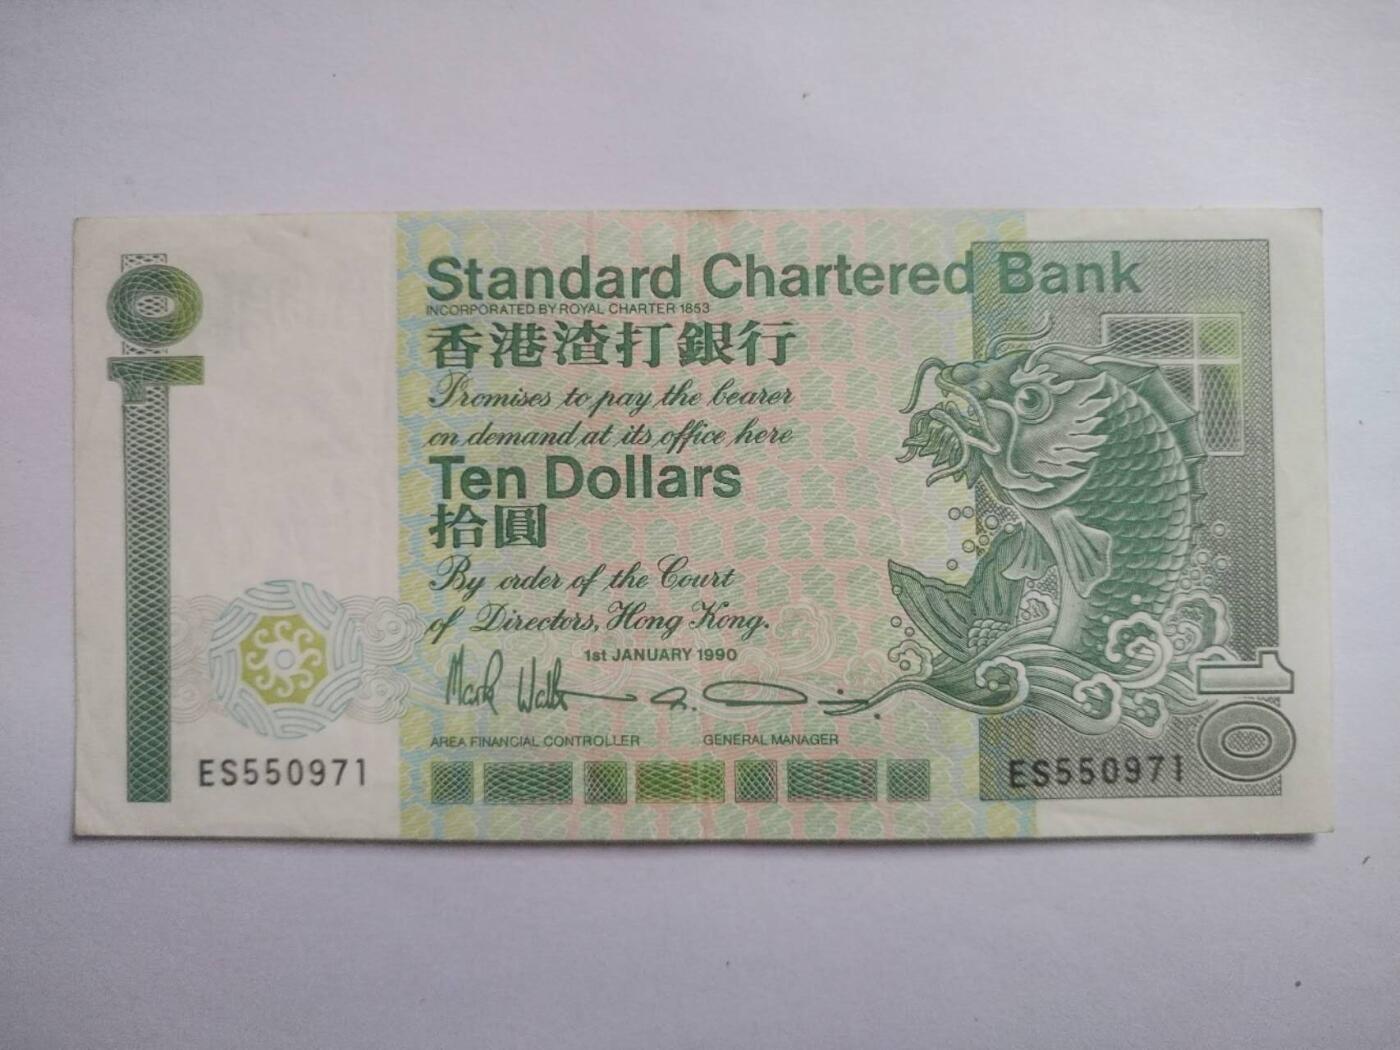 10
Standard Chartered Bank
INCORPORATED BY ROYAL CHARTER 1853
香港渣打銀行
Promises to pay the bearer
on demand at its office here
Ten Dollars
拾圓
By order of the Court
of Directors, Hong Kong.
1st JANUARY 1990
AREA FINANCIAL CONTROLLER GENERAL MANAGER
ES550971 ES550971
10